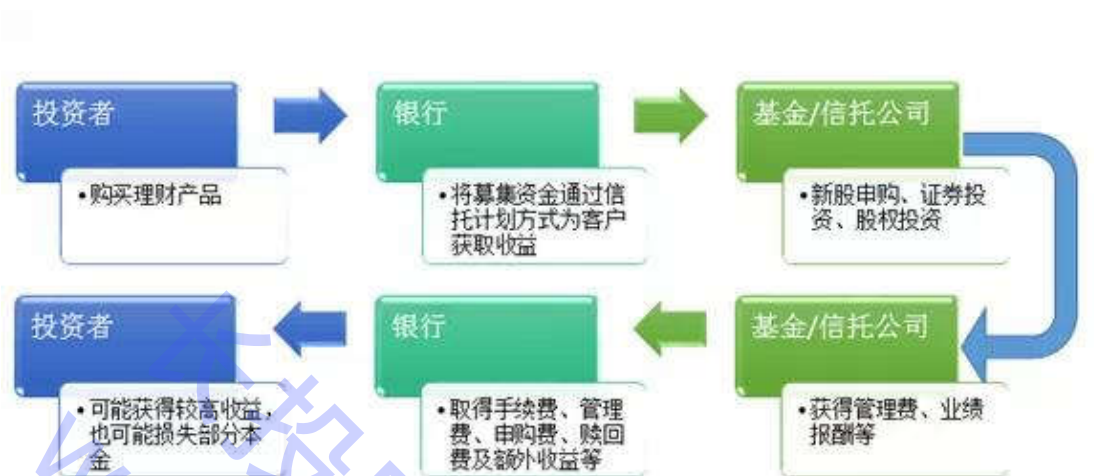 投资者
银行
基金/信托公司
•购买理财产品
•将募集资金通过信
托计划方式为客户
获取收益
•新股申购、证券投
资、股权投资
投资者
银行
基金/信托公司
•可能获得较高收益，
也可能损失部分本
金
•取得手续费、管理
费、申购费、赎回
费及额外收益等
•获得管理费、业绩
报酬等